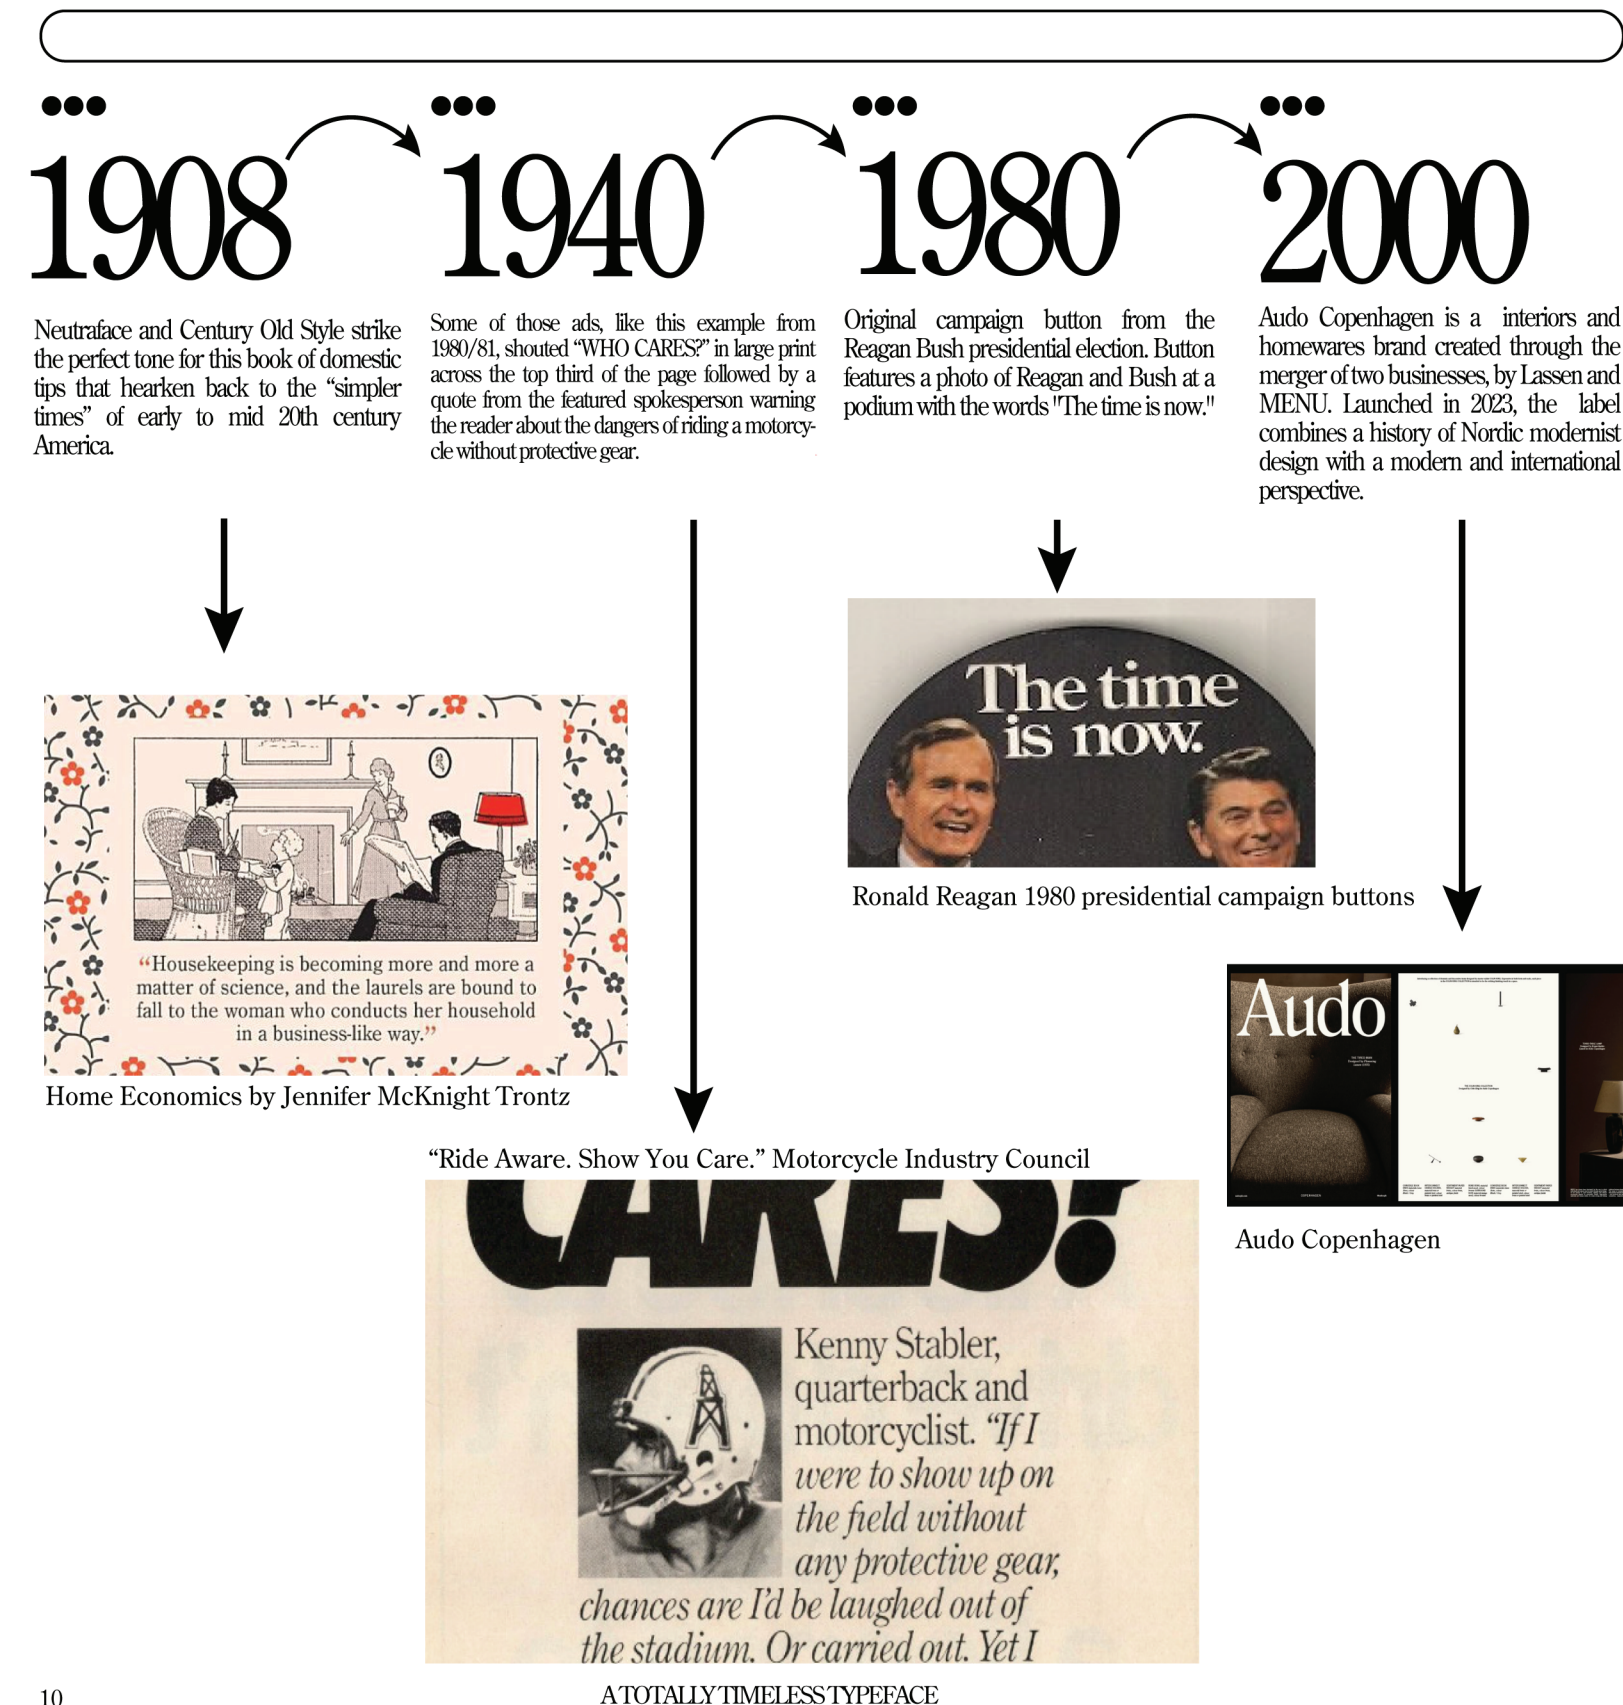 1908
1940
1980
2000
Neutraface and Century Old Style strike
the perfect tone for this book of domestic
tips that hearken back to the “simpler
times” of early to mid 20th century
America.
Some of those ads, like this example from
1980/81, shouted “WHO CARES?” in large print
across the top third of the page followed by a
quote from the featured spokesperson warning
the reader about the dangers of riding a motorcy-
cle without protective gear.
Original campaign button from the
Reagan Bush presidential election. Button
features a photo of Reagan and Bush at a
podium with the words "The time is now."
Audo Copenhagen is a interiors and
homewares brand created through the
merger of two businesses, by Lassen and
MENU. Launched in 2023, the label
combines a history of Nordic modernist
design with a modern and international
perspective.
“Housekeeping is becoming more and more a
matter of science, and the laurels are bound to
fall to the woman who conducts her household
in a business-like way.”
Home Economics by Jennifer McKnight Trontz
The time
is now.
Ronald Reagan 1980 presidential campaign buttons
Audo
Audo Copenhagen
“Ride Aware. Show You Care.” Motorcycle Industry Council
CARES?
Kenny Stabler,
quarterback and
motorcyclist. “If I
were to show up on
the field without
any protective gear,
chances are I’d be laughed out of
the stadium. Or carried out. Yet I
10
A TOTALLY TIMELESS TYPEFACE